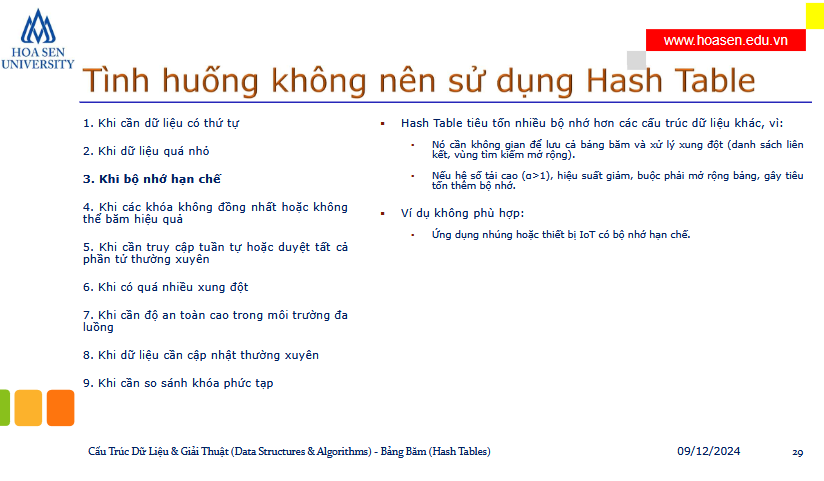 HOA SEN
UNIVERSITY
www.hoasen.edu.vn
Tình huống không nên sử dụng Hash Table
1. Khi cần dữ liệu có thứ tự
2. Khi dữ liệu quá nhỏ
3. Khi bộ nhớ hạn chế
4. Khi các khóa không đồng nhất hoặc không
thể băm hiệu quả
5. Khi cần truy cập tuần tự hoặc duyệt tất cả
phần tử thường xuyên
6. Khi có quá nhiều xung đột
7. Khi cần độ an toàn cao trong môi trường đa
luồng
8. Khi dữ liệu cần cập nhật thường xuyên
9. Khi cần so sánh khóa phức tạp
▪ Hash Table tiêu tốn nhiều bộ nhớ hơn các cấu trúc dữ liệu khác, vì:
▪ Nó cần không gian để lưu cả bảng băm và xử lý xung đột (danh sách liên
kết, vùng tìm kiếm mở rộng).
▪ Nếu hệ số tải cao (α>1), hiệu suất giảm, buộc phải mở rộng bảng, gây tiêu
tốn thêm bộ nhớ.
▪ Ví dụ không phù hợp:
▪ Ứng dụng nhúng hoặc thiết bị IoT có bộ nhớ hạn chế.
Cấu Trúc Dữ Liệu & Giải Thuật (Data Structures & Algorithms) - Bảng Băm (Hash Tables)
09/12/2024
29